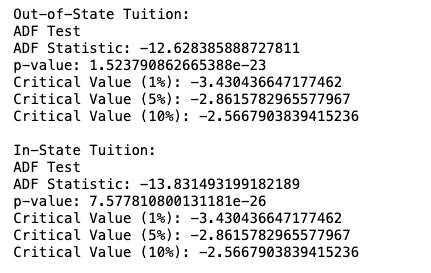 Out-of-State Tuition:
ADF Test
ADF Statistic: -12.628385888727811
p-value: 1.523790862665388e-23
Critical Value (1%): -3.430436647177462
Critical Value (5%): -2.8615782965577967
Critical Value (10%): -2.5667903839415236
In-State Tuition:
ADF Test
ADF Statistic: -13.831493199182189
p-value: 7.577810800131181e-26
Critical Value (1%): -3.430436647177462
Critical Value (5%): -2.8615782965577967
Critical Value (10%): -2.5667903839415236